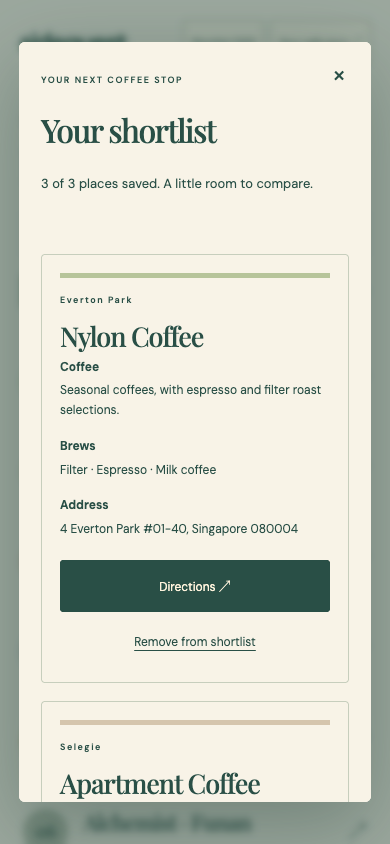 YOUR NEXT COFFEE STOP
×
Your shortlist
3 of 3 places saved. A little room to compare.
Everton Park
Nylon Coffee
Coffee
Seasonal coffees, with espresso and filter roast
selections.
Brews
Filter · Espresso · Milk coffee
Address
4 Everton Park #01-40, Singapore 080004
Directions ↗
Remove from shortlist
Selegie
Apartment Coffee